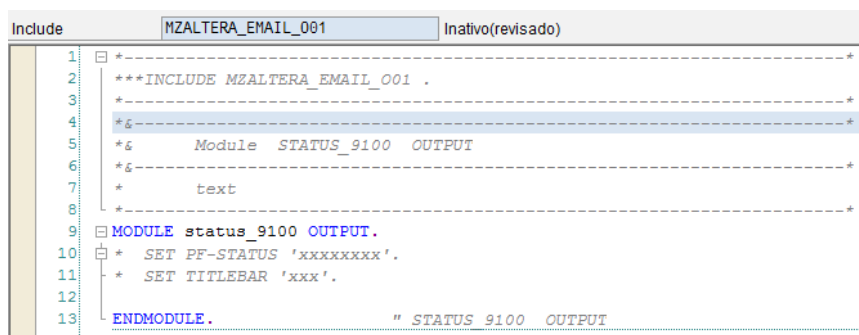 Include MZALTERA_EMAIL_O01 Inativo(revisado)
1 *----------------------------------------------------------------------*
2 ***INCLUDE MZALTERA_EMAIL_O01 .
3 *----------------------------------------------------------------------*
4 *&---------------------------------------------------------------------*
5 *&      Module  STATUS_9100  OUTPUT
6 *&---------------------------------------------------------------------*
7 *       text
8 *----------------------------------------------------------------------*
9 MODULE status_9100 OUTPUT.
10 *  SET PF-STATUS 'xxxxxxxx'.
11 *  SET TITLEBAR 'xxx'.
12
13 ENDMODULE.                 " STATUS_9100  OUTPUT